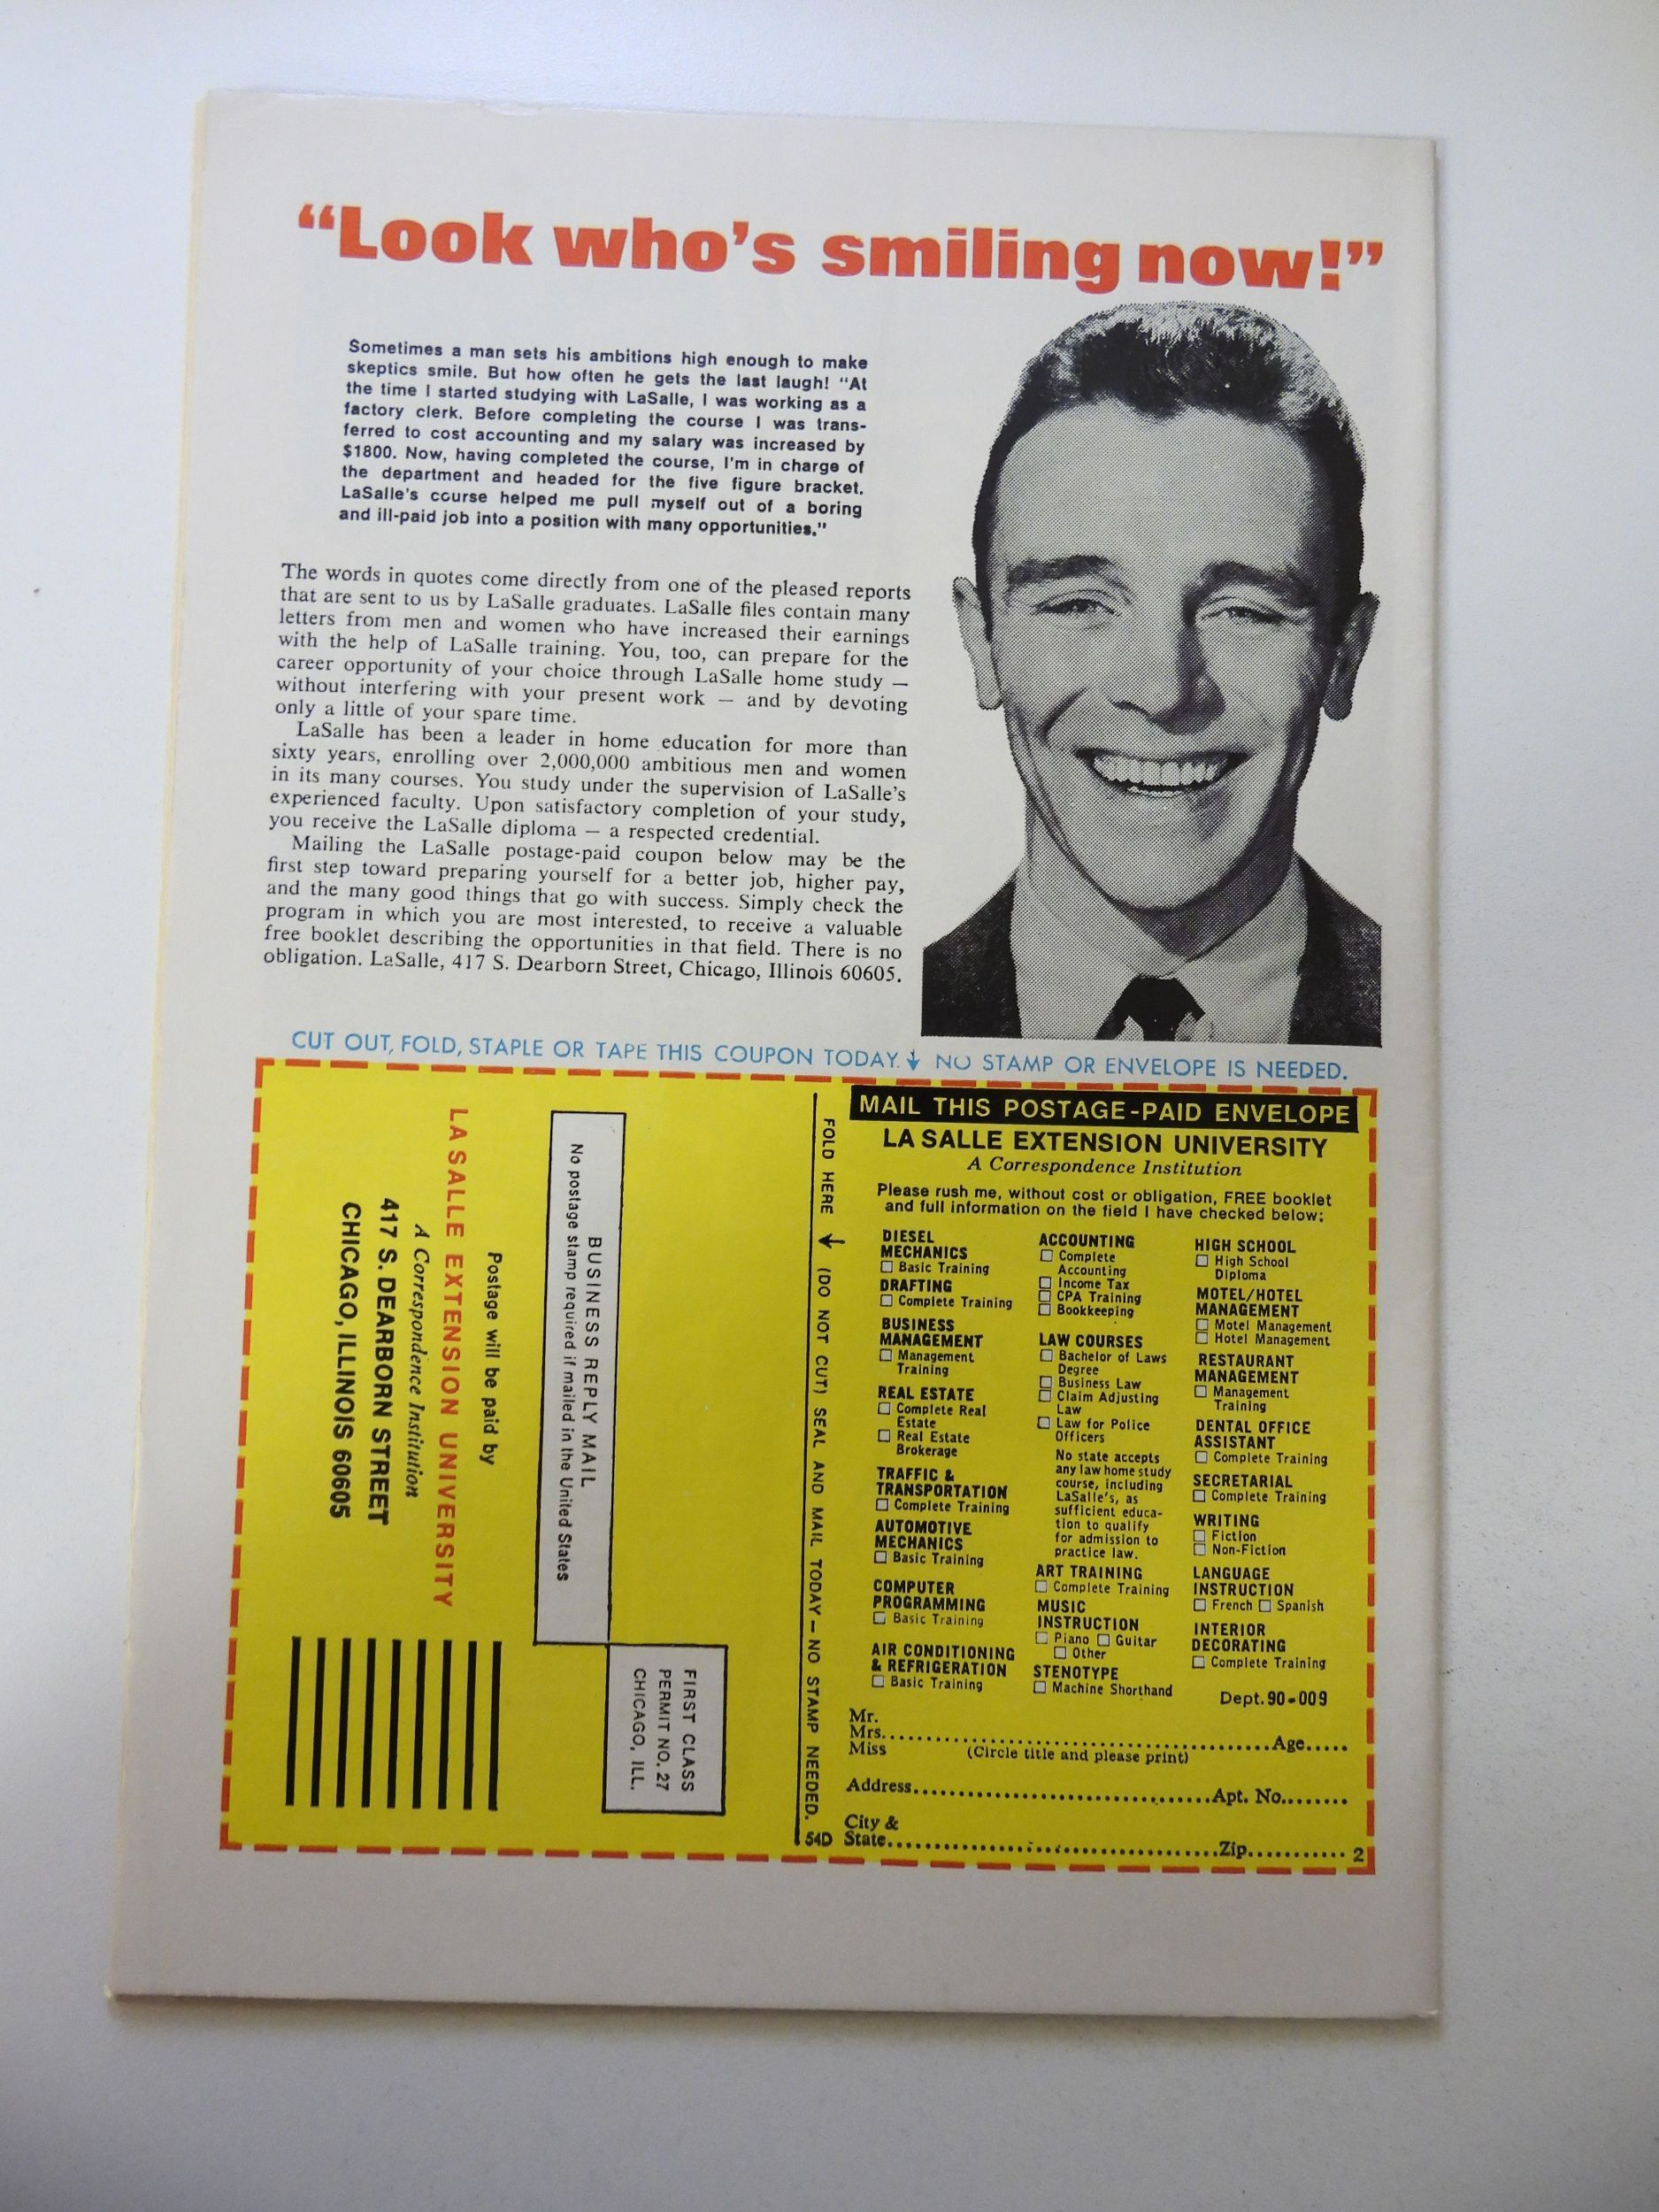 “Look who’s smiling now!”
Sometimes a man sets his ambitions high enough to make
skeptics smile. But how often he gets the last laugh! “At
the time I started studying with LaSalle, I was working as a
factory clerk. Before completing the course I was trans-
ferred to cost accounting and my salary was increased by
$1800. Now, having completed the course, I'm in charge of
the department and headed for the five figure bracket.
LaSalle's course helped me pull myself out of a boring
and ill-paid job into a position with many opportunities.”
The words in quotes come directly from one of the pleased reports
that are sent to us by LaSalle graduates. LaSalle files contain many
letters from men and women who have increased their earnings
with the help of LaSalle training. You, too, can prepare for the
career opportunity of your choice through LaSalle home study —
without interfering with your present work — and by devoting
only a little of your spare time.
LaSalle has been a leader in home education for more than
sixty years, enrolling over 2,000,000 ambitious men and women
in its many courses. You study under the supervision of LaSalle's
experienced faculty. Upon satisfactory completion of your study,
you receive the LaSalle diploma — a respected credential.
Mailing the LaSalle postage-paid coupon below may be the
first step toward preparing yourself for a better job, higher pay,
and the many good things that go with success. Simply check the
program in which you are most interested, to receive a valuable
free booklet describing the opportunities in that field. There is no
obligation. LaSalle, 417 S. Dearborn Street, Chicago, Illinois 60605.
CUT OUT, FOLD, STAPLE OR TAPE THIS COUPON TODAY. ↓ NO STAMP OR ENVELOPE IS NEEDED.
BUSINESS REPLY MAIL
No postage stamp required if mailed in the United States
FIRST CLASS
PERMIT NO. 27
CHICAGO, ILL.
Postage will be paid by
LA SALLE EXTENSION UNIVERSITY
A Correspondence Institution
417 S. DEARBORN STREET
CHICAGO, ILLINOIS 60605
FOLD HERE ↓ (DO NOT CUT) SEAL AND MAIL TODAY — NO STAMP NEEDED.
54D
MAIL THIS POSTAGE-PAID ENVELOPE
LA SALLE EXTENSION UNIVERSITY
A Correspondence Institution
Please rush me, without cost or obligation, FREE booklet
and full information on the field I have checked below:
DIESEL
MECHANICS
☐ Basic Training
DRAFTING
☐ Complete Training
BUSINESS
MANAGEMENT
☐ Management
Training
REAL ESTATE
☐ Complete Real
Estate
☐ Real Estate
Brokerage
TRAFFIC &
TRANSPORTATION
☐ Complete Training
AUTOMOTIVE
MECHANICS
☐ Basic Training
COMPUTER
PROGRAMMING
☐ Basic Training
AIR CONDITIONING
& REFRIGERATION
☐ Basic Training
ACCOUNTING
☐ Complete
Accounting
☐ Income Tax
☐ CPA Training
☐ Bookkeeping
LAW COURSES
☐ Bachelor of Laws
Degree
☐ Business Law
☐ Claim Adjusting
Law
☐ Law for Police
Officers
No state accepts
any law home study
course, including
LaSalle's, as
sufficient educa-
tion to qualify
for admission to
practice law.
ART TRAINING
☐ Complete Training
MUSIC
INSTRUCTION
☐ Piano ☐ Guitar
☐ Other
STENOTYPE
☐ Machine Shorthand
HIGH SCHOOL
☐ High School
Diploma
MOTEL/HOTEL
MANAGEMENT
☐ Motel Management
☐ Hotel Management
RESTAURANT
MANAGEMENT
☐ Management
Training
DENTAL OFFICE
ASSISTANT
☐ Complete Training
SECRETARIAL
☐ Complete Training
WRITING
☐ Fiction
☐ Non-Fiction
LANGUAGE
INSTRUCTION
☐ French ☐ Spanish
INTERIOR
DECORATING
☐ Complete Training
Dept. 90-009
Mr.
Mrs. Age
Miss (Circle title and please print)
Address Apt. No.
City &
State Zip 2